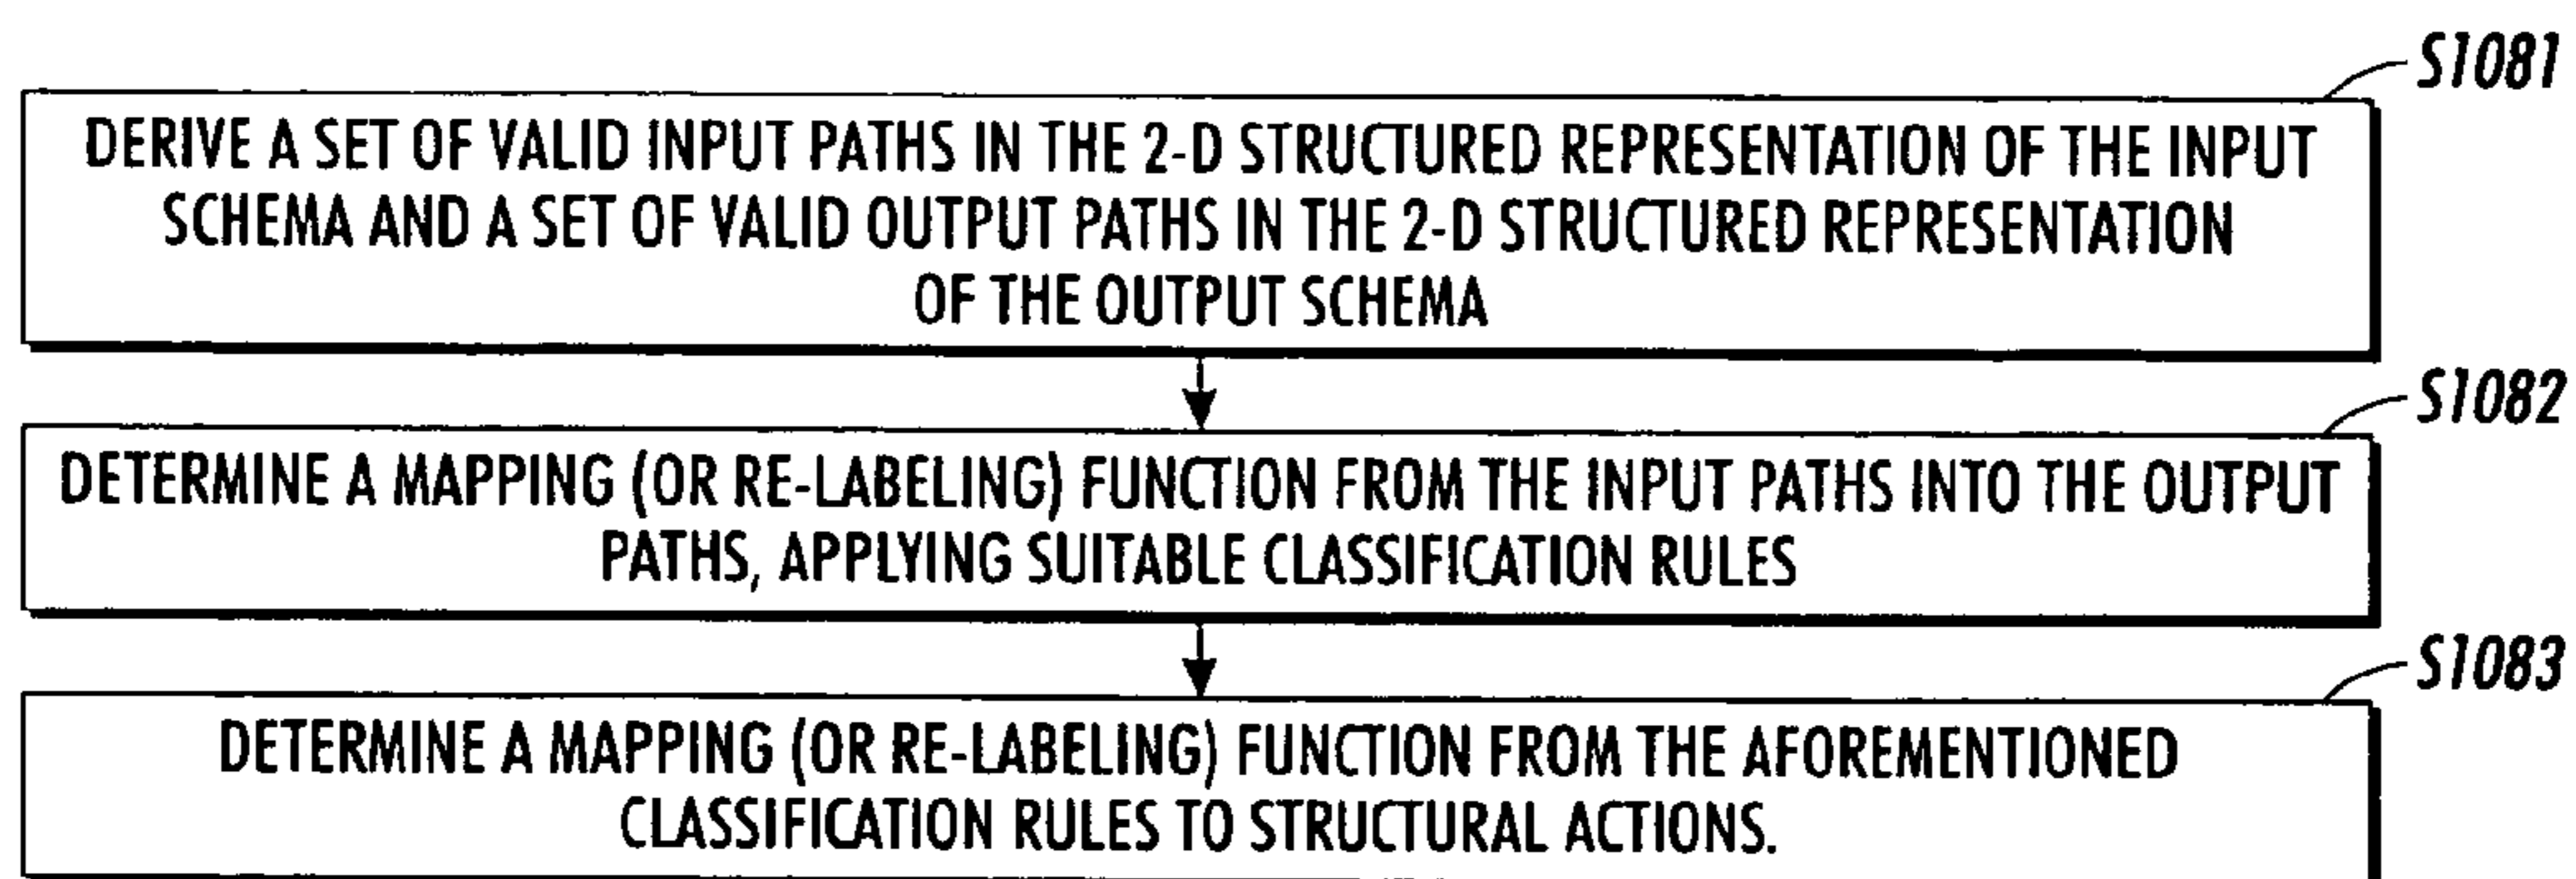 S1081
DERIVE A SET OF VALID INPUT PATHS IN THE 2-D STRUCTURED REPRESENTATION OF THE INPUT
SCHEMA AND A SET OF VALID OUTPUT PATHS IN THE 2-D STRUCTURED REPRESENTATION
OF THE OUTPUT SCHEMA
S1082
DETERMINE A MAPPING (OR RE-LABELING) FUNCTION FROM THE INPUT PATHS INTO THE OUTPUT
PATHS, APPLYING SUITABLE CLASSIFICATION RULES
S1083
DETERMINE A MAPPING (OR RE-LABELING) FUNCTION FROM THE AFOREMENTIONED
CLASSIFICATION RULES TO STRUCTURAL ACTIONS.